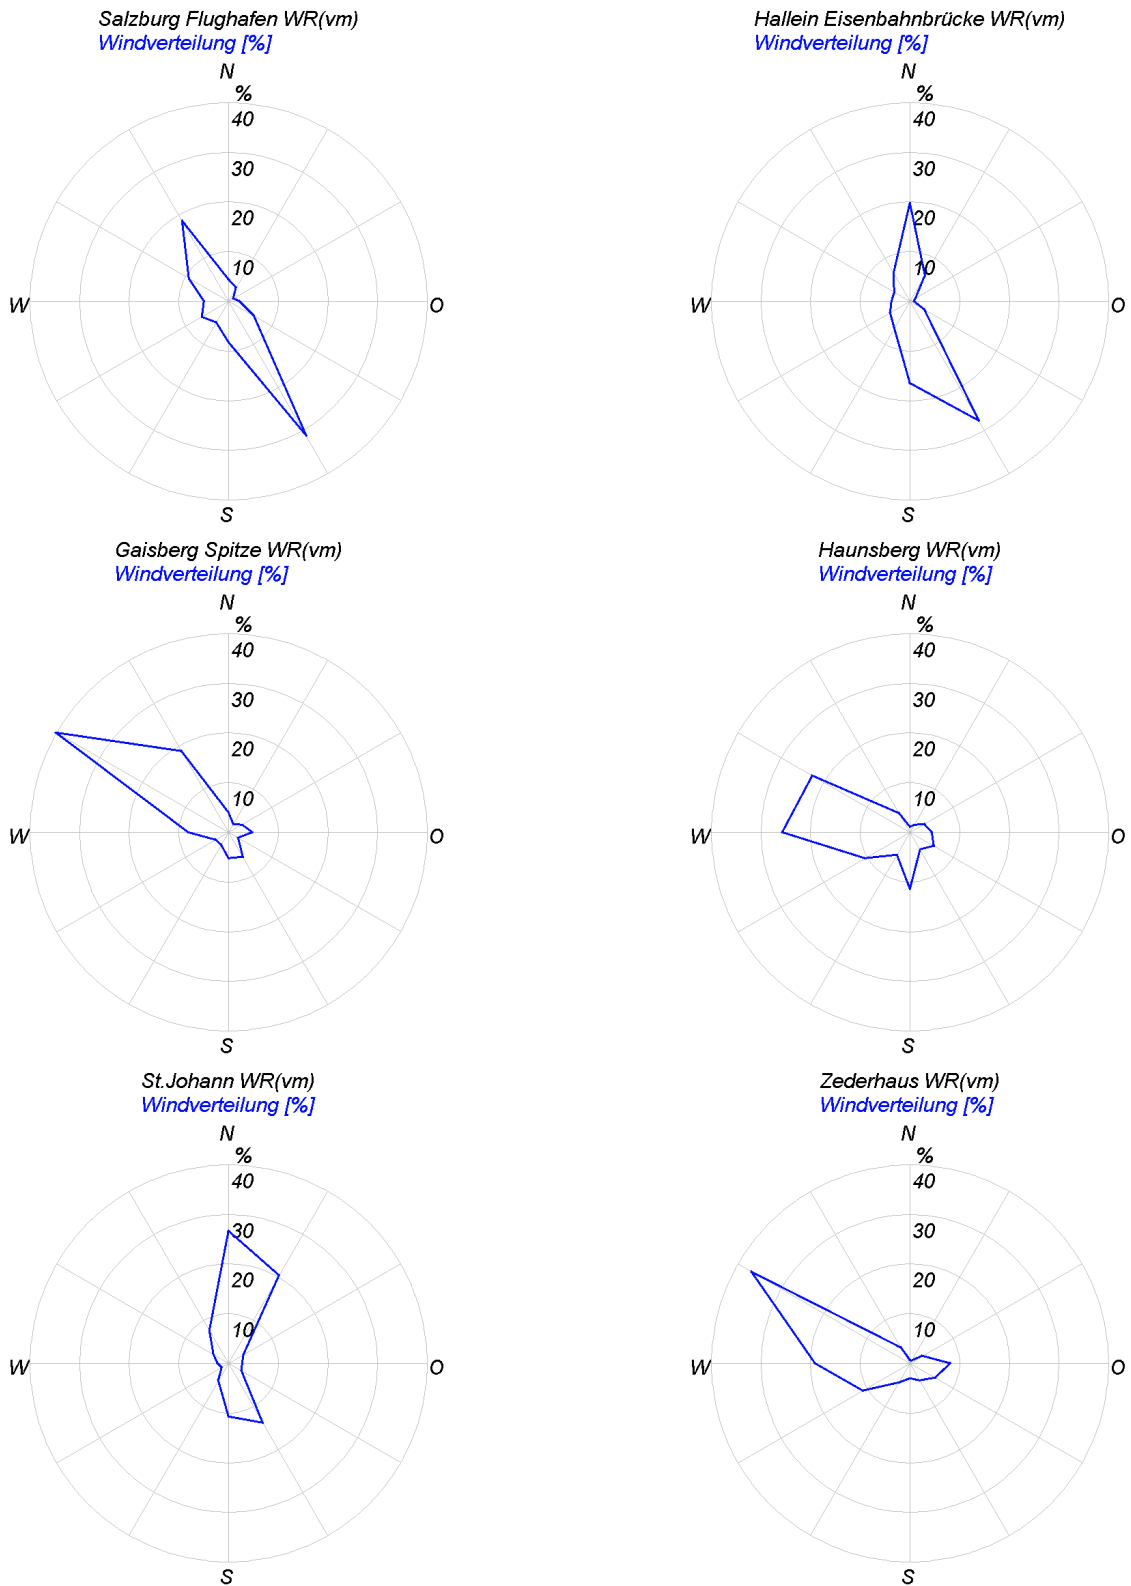 Salzburg Flughafen WR(vm)
Windverteilung [%]
N
%
40
30
20
10
W
O
S
Hallein Eisenbahnbrücke WR(vm)
Windverteilung [%]
N
%
40
30
20
10
W
O
S
Gaisberg Spitze WR(vm)
Windverteilung [%]
N
%
40
30
20
10
W
O
S
Haunsberg WR(vm)
Windverteilung [%]
N
%
40
30
20
10
W
O
S
St.Johann WR(vm)
Windverteilung [%]
N
%
40
30
20
10
W
O
S
Zederhaus WR(vm)
Windverteilung [%]
N
%
40
30
20
10
W
O
S